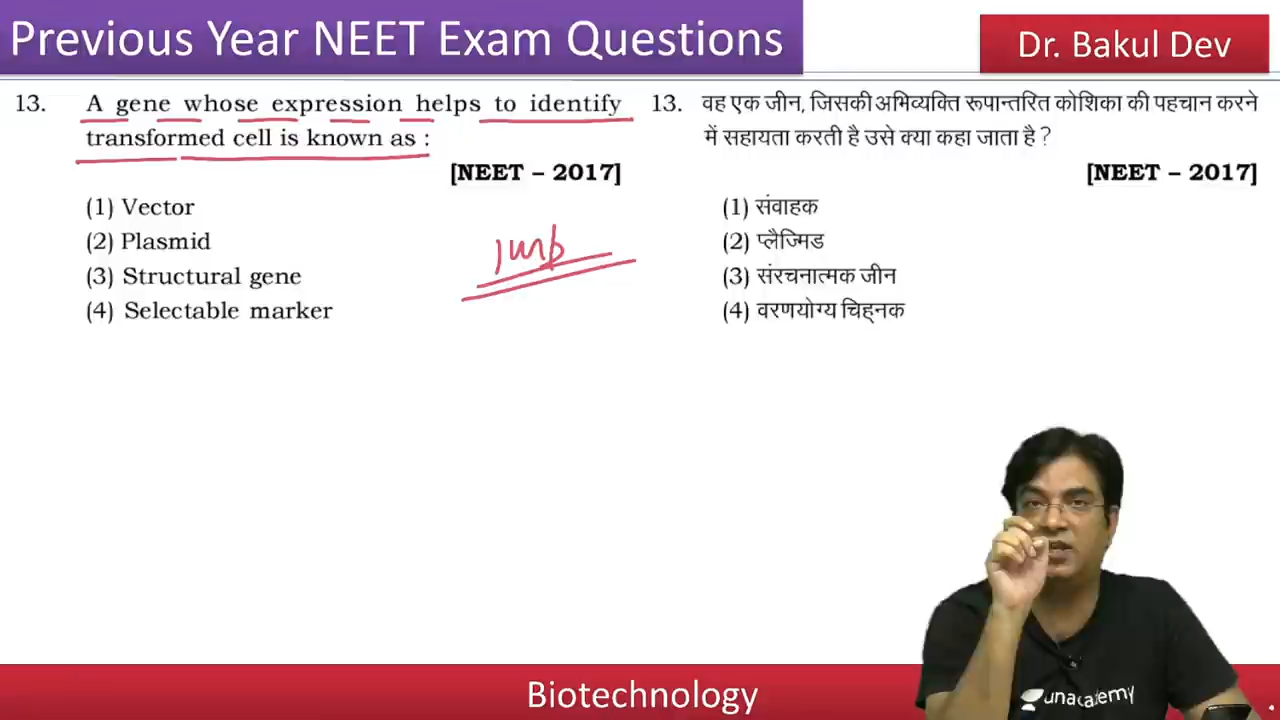 Previous Year NEET Exam Questions
Dr. Bakul Dev
13. A gene whose expression helps to identify
transformed cell is known as :
[NEET – 2017]
(1) Vector
(2) Plasmid
(3) Structural gene
(4) Selectable marker
imp
13. वह एक जीन, जिसकी अभिव्यक्ति रूपान्तरित कोशिका की पहचान करने
में सहायता करती है उसे क्या कहा जाता है ?
[NEET – 2017]
(1) संवाहक
(2) प्लैज्मिड
(3) संरचनात्मक जीन
(4) वरणयोग्य चिह्नक
unacademy
Biotechnology